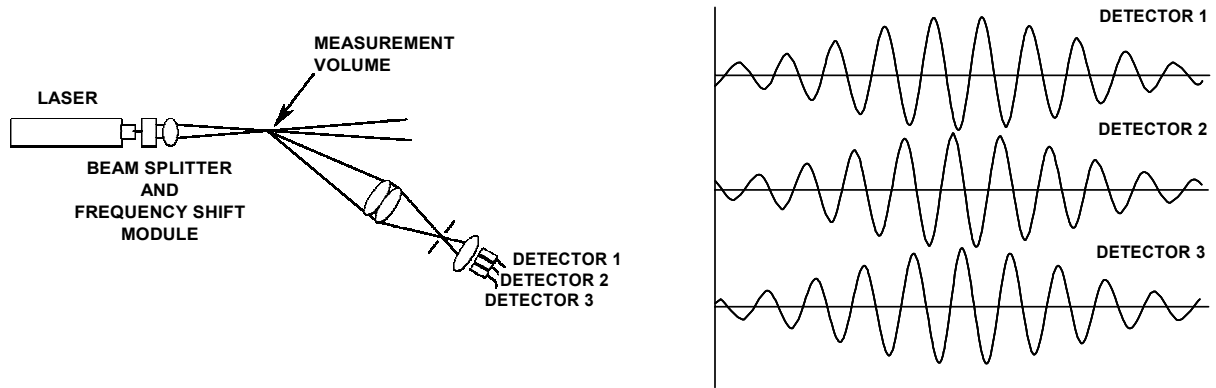 LASER
MEASUREMENT
VOLUME
BEAM SPLITTER
AND
FREQUENCY SHIFT
MODULE
DETECTOR 1
DETECTOR 2
DETECTOR 3
DETECTOR 1
DETECTOR 2
DETECTOR 3